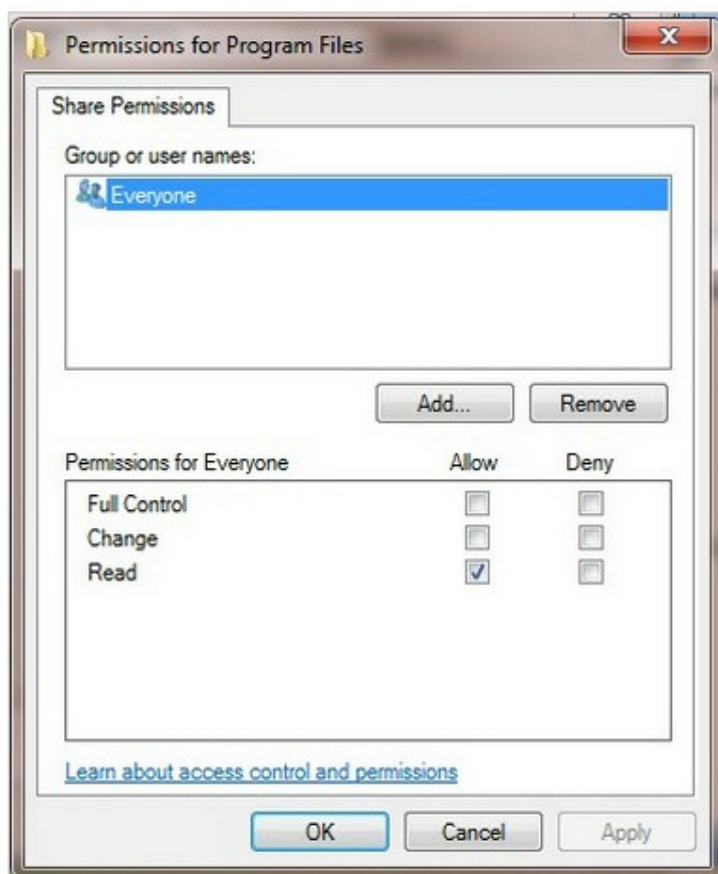 Permissions for Program Files
Share Permissions
Group or user names:
Everyone
Add... Remove
Permissions for Everyone Allow Deny
Full Control
Change
Read
Learn about access control and permissions
OK Cancel Apply